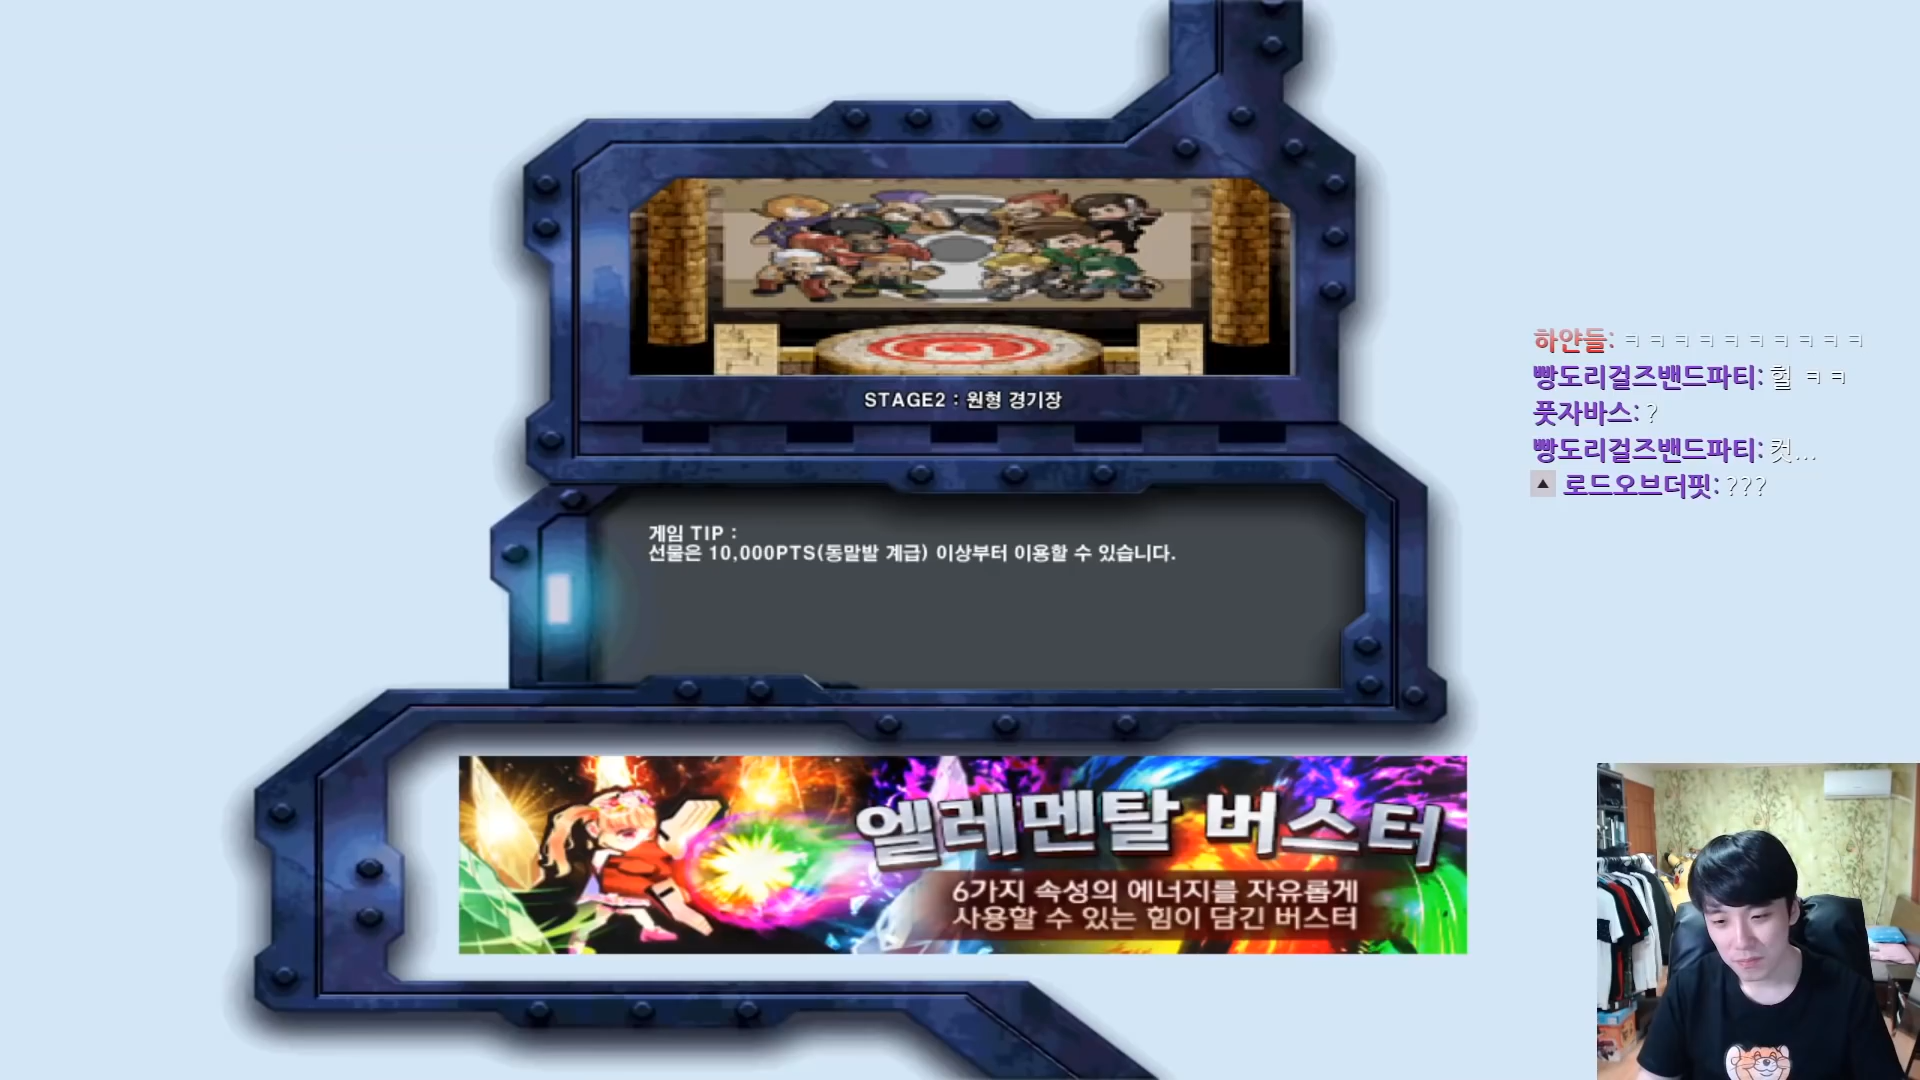 STAGE2 : 원형 경기장
하얀들: ㅋㅋㅋㅋㅋㅋㅋㅋㅋㅋ
빵도리걸즈밴드파티: 헐 ㅋㅋ
풋자바스: ?
빵도리걸즈밴드파티: 컷...
로드오브더핏: ???
게임 TIP :
선물은 10,000PTS(동말발 계급) 이상부터 이용할 수 있습니다.
엘레멘탈 버스터
6가지 속성의 에너지를 자유롭게
사용할 수 있는 힘이 담긴 버스터